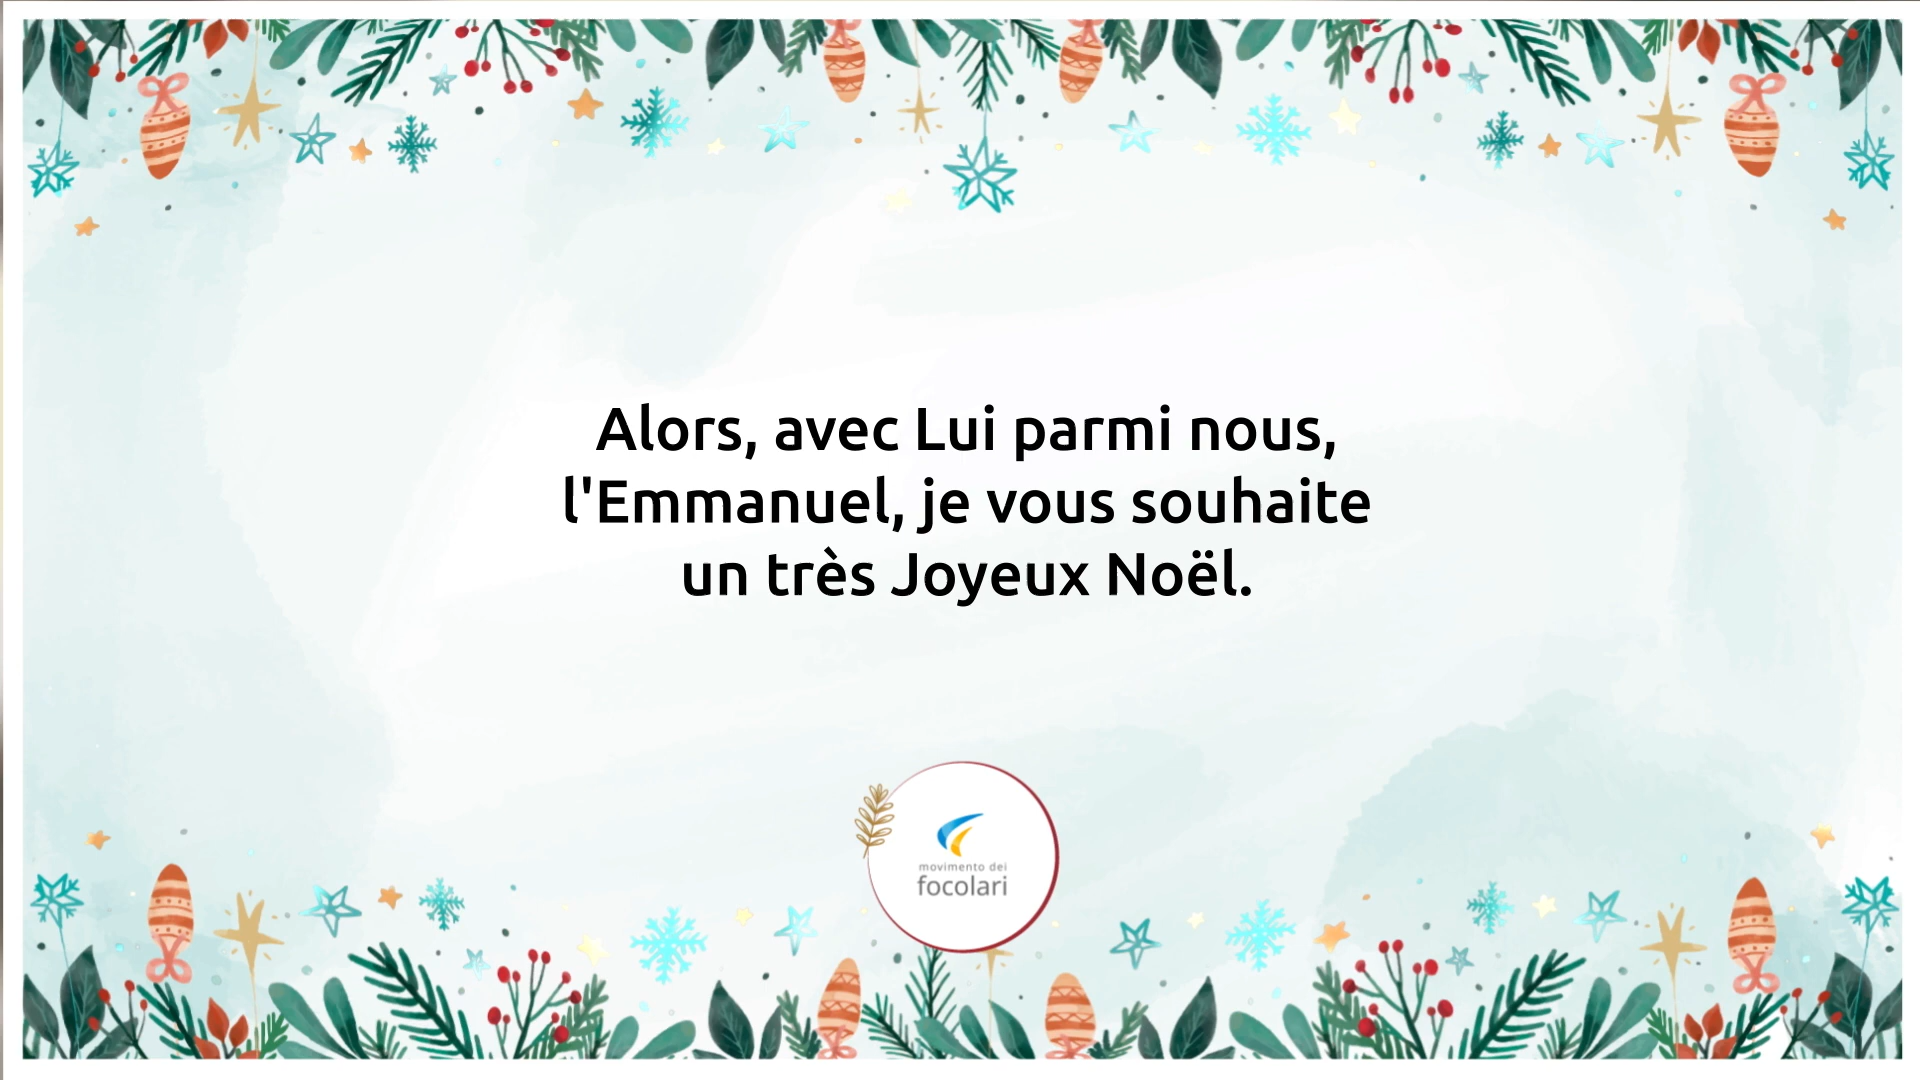 Alors, avec Lui parmi nous,
l'Emmanuel, je vous souhaite
un très Joyeux Noël.
movimento dei
focolari